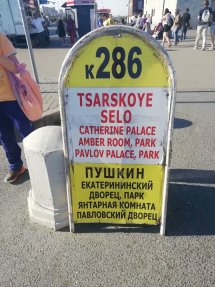 К286
TSARSKOYE
SELO
CATHERINE PALACE
AMBER ROOM, PARK
PAVLOV PALACE, PARK
ПУШКИН
ЕКАТЕРИНИНСКИЙ
ДВОРЕЦ, ПАРК
ЯНТАРНАЯ КОМНАТА
ПАВЛОВСКИЙ ДВОРЕЦ